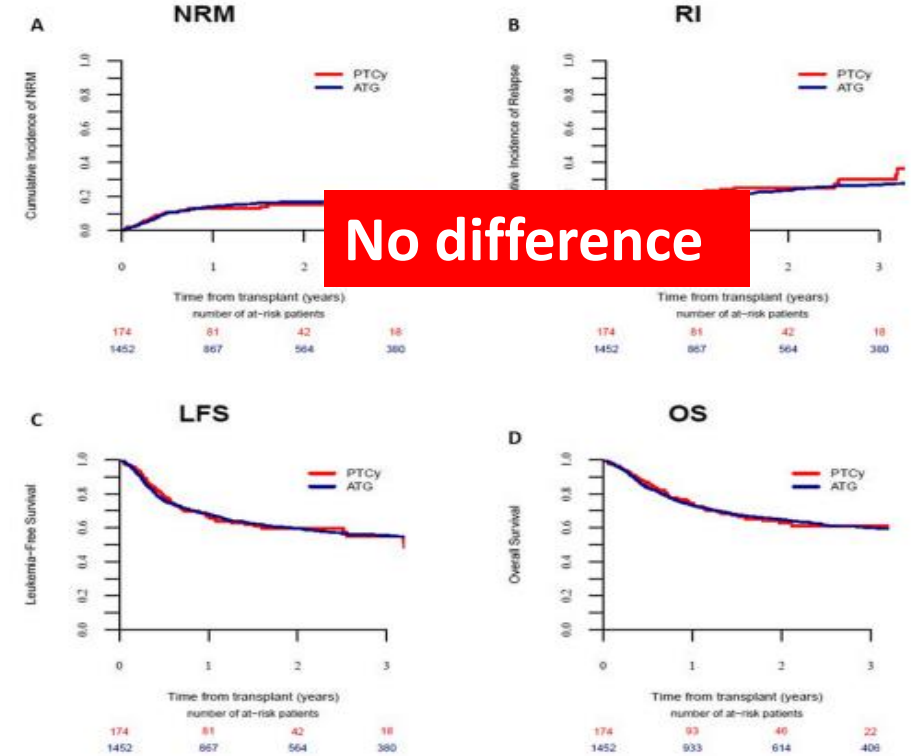 A
NRM
Cumulative Incidence of NRM
1.0
0.8
0.6
0.4
0.2
0.0
PTCy
ATG
0
1
2
Time from transplant (years)
number of at-risk patients
174 81 42 18
1452 867 564 380
B
RI
tive Incidence of Relapse
1.0
0.8
0.6
0.4
PTCy
ATG
2
3
Time from transplant (years)
number of at-risk patients
174 81 42 18
1452 867 564 380
No difference
C
LFS
Leukemia-Free Survival
1.0
0.8
0.6
0.4
0.2
0.0
PTCy
ATG
0
1
2
3
Time from transplant (years)
number of at-risk patients
174 81 42 18
1452 867 564 380
D
OS
Overall Survival
1.0
0.8
0.6
0.4
0.2
0.0
PTCy
ATG
0
1
2
3
Time from transplant (years)
number of at-risk patients
174 93 46 22
1452 933 614 406